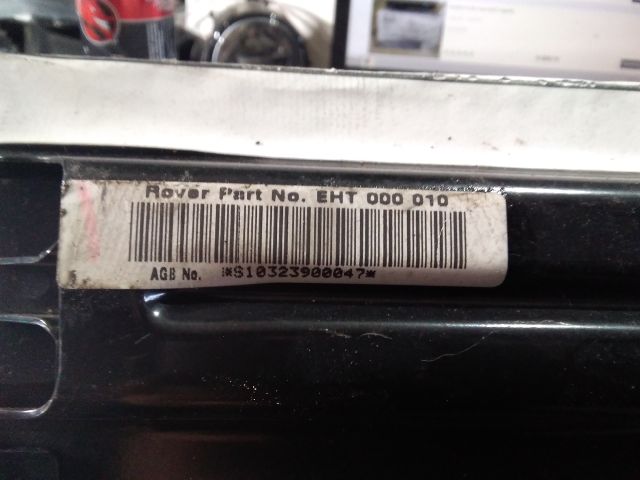 Rover Part No. EHT 000 010
AGB No. *S10323900047*